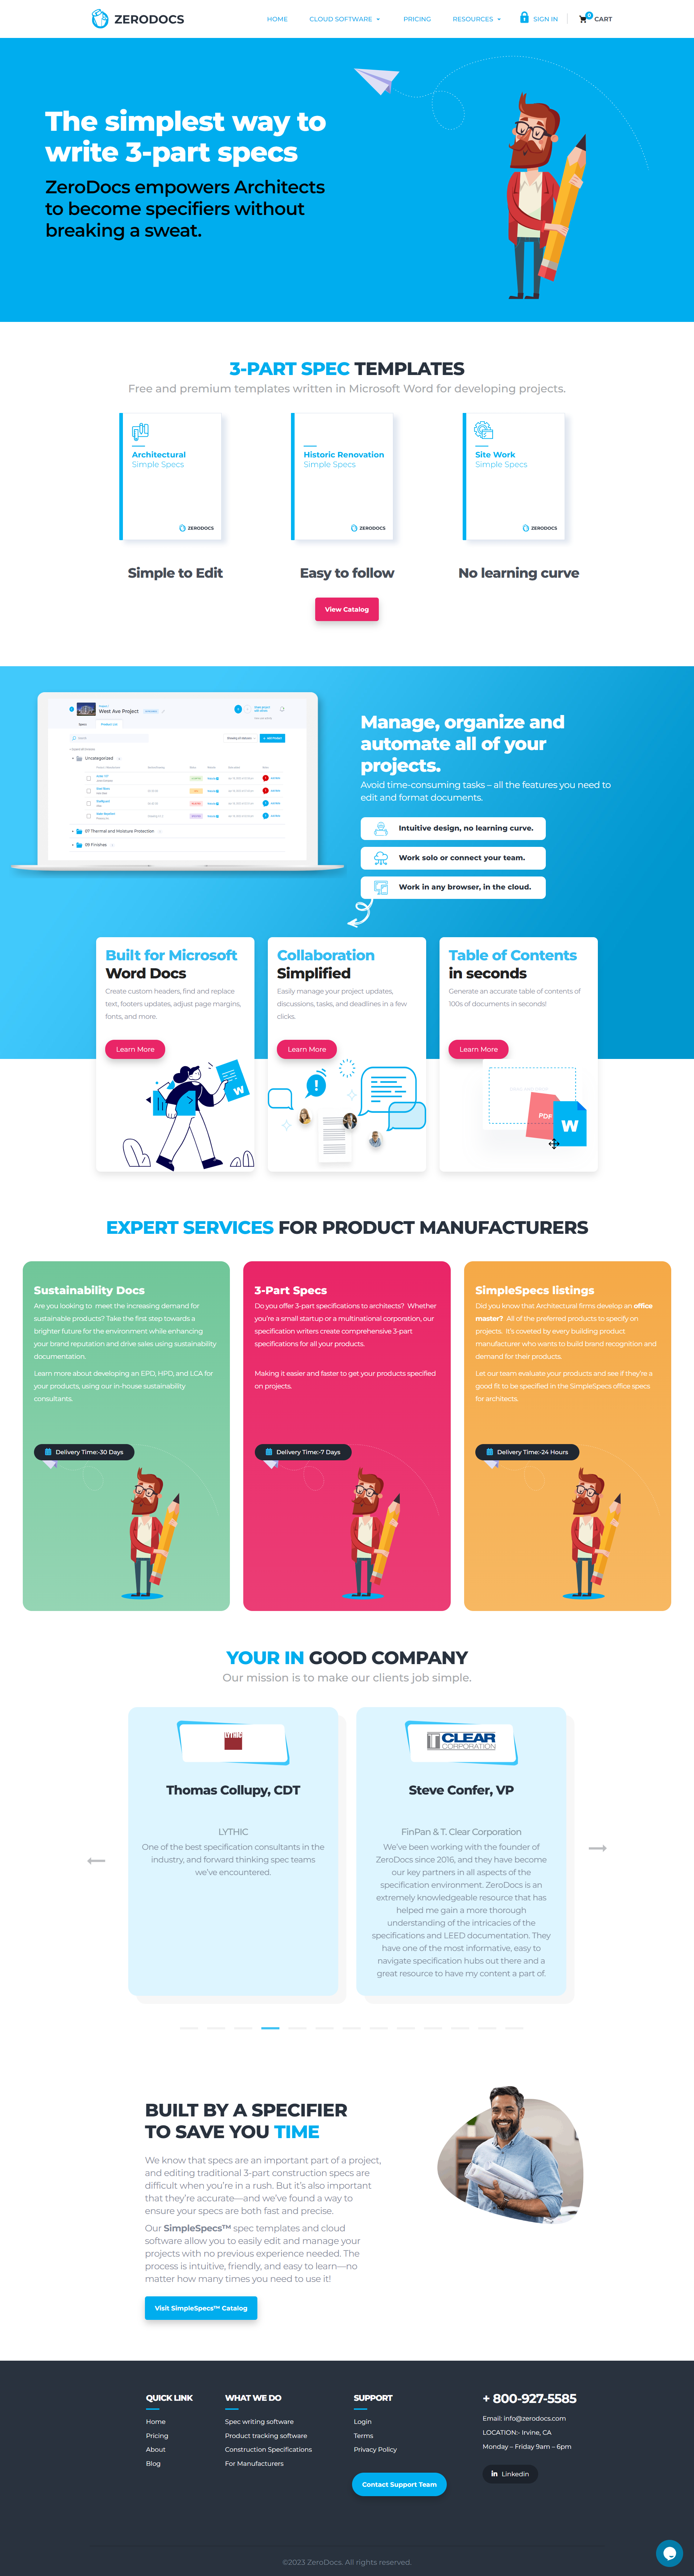 ZERODOCS
HOME
CLOUD SOFTWARE
PRICING
RESOURCES
SIGN IN
0
CART
The simplest way to
write 3-part specs
ZeroDocs empowers Architects
to become specifiers without
breaking a sweat.
3-PART SPEC TEMPLATES
Free and premium templates written in Microsoft Word for developing projects.
Architectural
Simple Specs
ZERODOCS
Historic Renovation
Simple Specs
ZERODOCS
Site Work
Simple Specs
ZERODOCS
Simple to Edit
Easy to follow
No learning curve
View Catalog
West Ave Project
Specs
Product List
Uncategorized
07 Thermal and Moisture Protection
09 Finishes
Manage, organize and
automate all of your
projects.
Avoid time-consuming tasks – all the features you need to
edit and format documents.
Intuitive design, no learning curve.
Work solo or connect your team.
Work in any browser, in the cloud.
Built for Microsoft
Word Docs
Create custom headers, find and replace
text, footers updates, adjust page margins,
fonts, and more.
Learn More
W
Collaboration
Simplified
Easily manage your project updates,
discussions, tasks, and deadlines in a few
clicks.
Learn More
!
Table of Contents
in seconds
Generate an accurate table of contents of
100s of documents in seconds!
Learn More
PDF
W
EXPERT SERVICES FOR PRODUCT MANUFACTURERS
Sustainability Docs
Are you looking to meet the increasing demand for
sustainable products? Take the first step towards a
brighter future for the environment while enhancing
your brand reputation and drive sales using sustainability
documentation.
Learn more about developing an EPD, HPD, and LCA for
your products, using our in-house sustainability
consultants.
Delivery Time:-30 Days
3-Part Specs
Do you offer 3-part specifications to architects? Whether
you're a small startup or a multinational corporation, our
specification writers create comprehensive 3-part
specifications for all your products.
Making it easier and faster to get your products specified
on projects.
Delivery Time:-7 Days
SimpleSpecs listings
Did you know that Architectural firms develop an office
master? All of the preferred products to specify on
projects. It's coveted by every building product
manufacturer who wants to build brand recognition and
demand for their products.
Let our team evaluate your products and see if they're a
good fit to be specified in the SimpleSpecs office specs
for architects.
Delivery Time:-24 Hours
YOUR IN GOOD COMPANY
Our mission is to make our clients job simple.
LYTHIC
Thomas Collupy, CDT
LYTHIC
One of the best specification consultants in the
industry, and forward thinking spec teams
we've encountered.
CLEAR
CORPORATION
Steve Confer, VP
FinPan & T. Clear Corporation
We've been working with the founder of
ZeroDocs since 2016, and they have become
our key partners in all aspects of the
specification environment. ZeroDocs is an
extremely knowledgeable resource that has
helped me gain a more thorough
understanding of the intricacies of the
specifications and LEED documentation. They
have one of the most informative, easy to
navigate specification hubs out there and a
great resource to have my content a part of.
BUILT BY A SPECIFIER
TO SAVE YOU TIME
We know that specs are an important part of a project,
and editing traditional 3-part construction specs are
difficult when you're in a rush. But it's also important
that they're accurate—and we've found a way to
ensure your specs are both fast and precise.
Our SimpleSpecs™ spec templates and cloud
software allow you to easily edit and manage your
projects with no previous experience needed. The
process is intuitive, friendly, and easy to learn—no
matter how many times you need to use it!
Visit SimpleSpecs™ Catalog
QUICK LINK
Home
Pricing
About
Blog
WHAT WE DO
Spec writing software
Product tracking software
Construction Specifications
For Manufacturers
SUPPORT
Login
Terms
Privacy Policy
Contact Support Team
+ 800-927-5585
Email: info@zerodocs.com
LOCATION:- Irvine, CA
Monday – Friday 9am – 6pm
in Linkedin
©2023 ZeroDocs. All rights reserved.